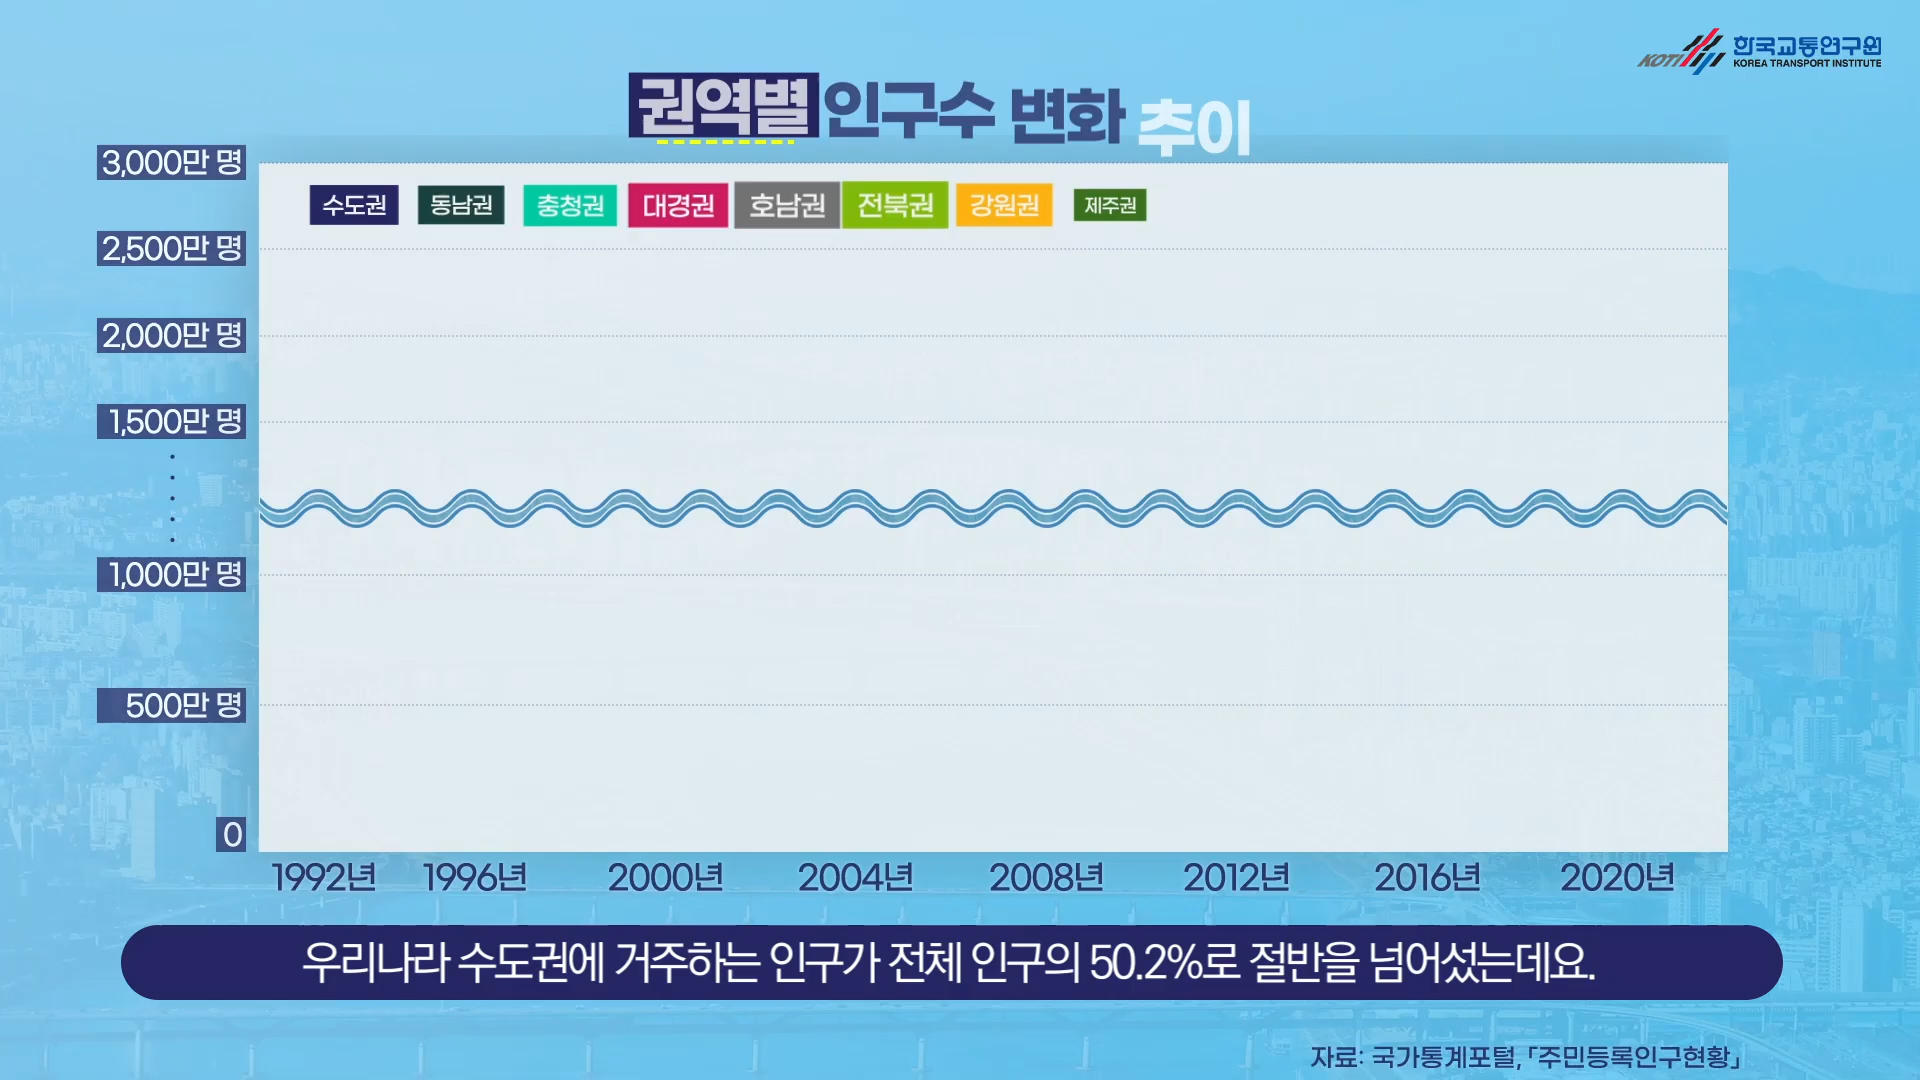 KOTI 한국교통연구원
KOREA TRANSPORT INSTITUTE
권역별 인구수 변화 추이
3,000만 명
수도권 동남권 충청권 대경권 호남권 전북권 강원권 제주권
2,500만 명
2,000만 명
1,500만 명
1,000만 명
500만 명
0
1992년 1996년 2000년 2004년 2008년 2012년 2016년 2020년
우리나라 수도권에 거주하는 인구가 전체 인구의 50.2%로 절반을 넘어섰는데요.
자료: 국가통계포털, 「주민등록인구현황」